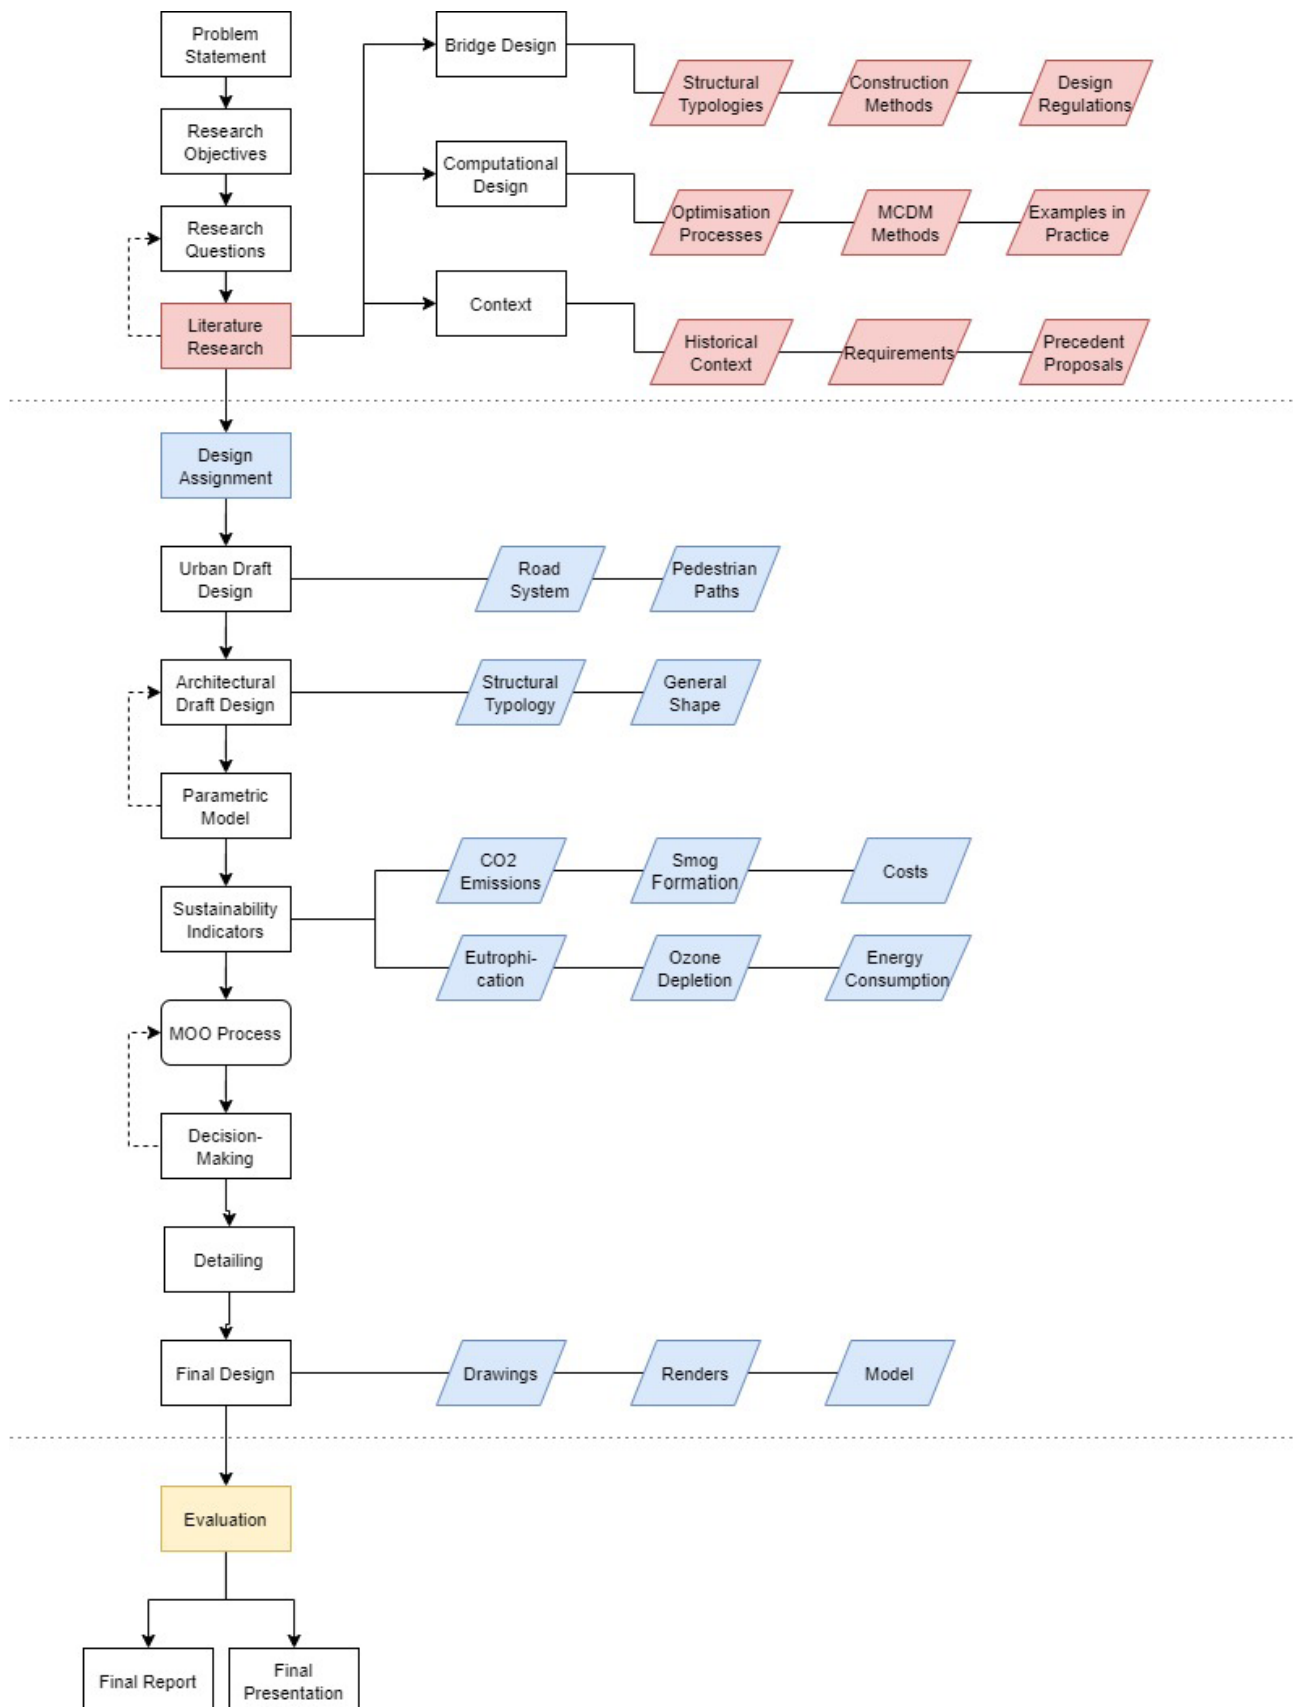 Problem
Statement
Bridge Design
Structural
Typologies
Construction
Methods
Design
Regulations
Research
Objectives
Computational
Design
Research
Questions
Optimisation
Processes
MCDM
Methods
Examples in
Practice
Context
Literature
Research
Historical
Context
Requirements
Precedent
Proposals
Design
Assignment
Urban Draft
Design
Road
System
Pedestrian
Paths
Architectural
Draft Design
Structural
Typology
General
Shape
Parametric
Model
CO2
Emissions
Smog
Formation
Costs
Sustainability
Indicators
Eutrophi-
cation
Ozone
Depletion
Energy
Consumption
MOO Process
Decision-
Making
Detailing
Final Design
Drawings
Renders
Model
Evaluation
Final Report
Final
Presentation